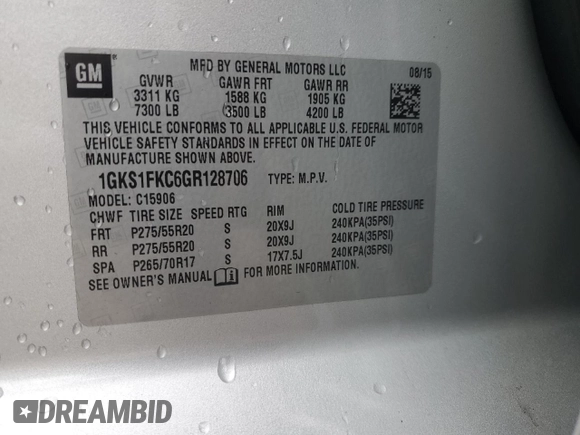 GM
MFD BY GENERAL MOTORS LLC 08/15
GVWR GAWR FRT GAWR RR
3311 KG 1588 KG 1905 KG
7300 LB 3500 LB 4200 LB
THIS VEHICLE CONFORMS TO ALL APPLICABLE U.S. FEDERAL MOTOR
VEHICLE SAFETY STANDARDS IN EFFECT ON THE DATE OF
MANUFACTURE SHOWN ABOVE.
1GKS1FKC6GR128706 TYPE: M.P.V.
MODEL: C15906
CHWF TIRE SIZE SPEED RTG RIM COLD TIRE PRESSURE
FRT P275/55R20 S 20X9J 240KPA(35PSI)
RR P275/55R20 S 20X9J 240KPA(35PSI)
SPA P265/70R17 S 17X7.5J 240KPA(35PSI)
SEE OWNER'S MANUAL FOR MORE INFORMATION.
DREAMBID